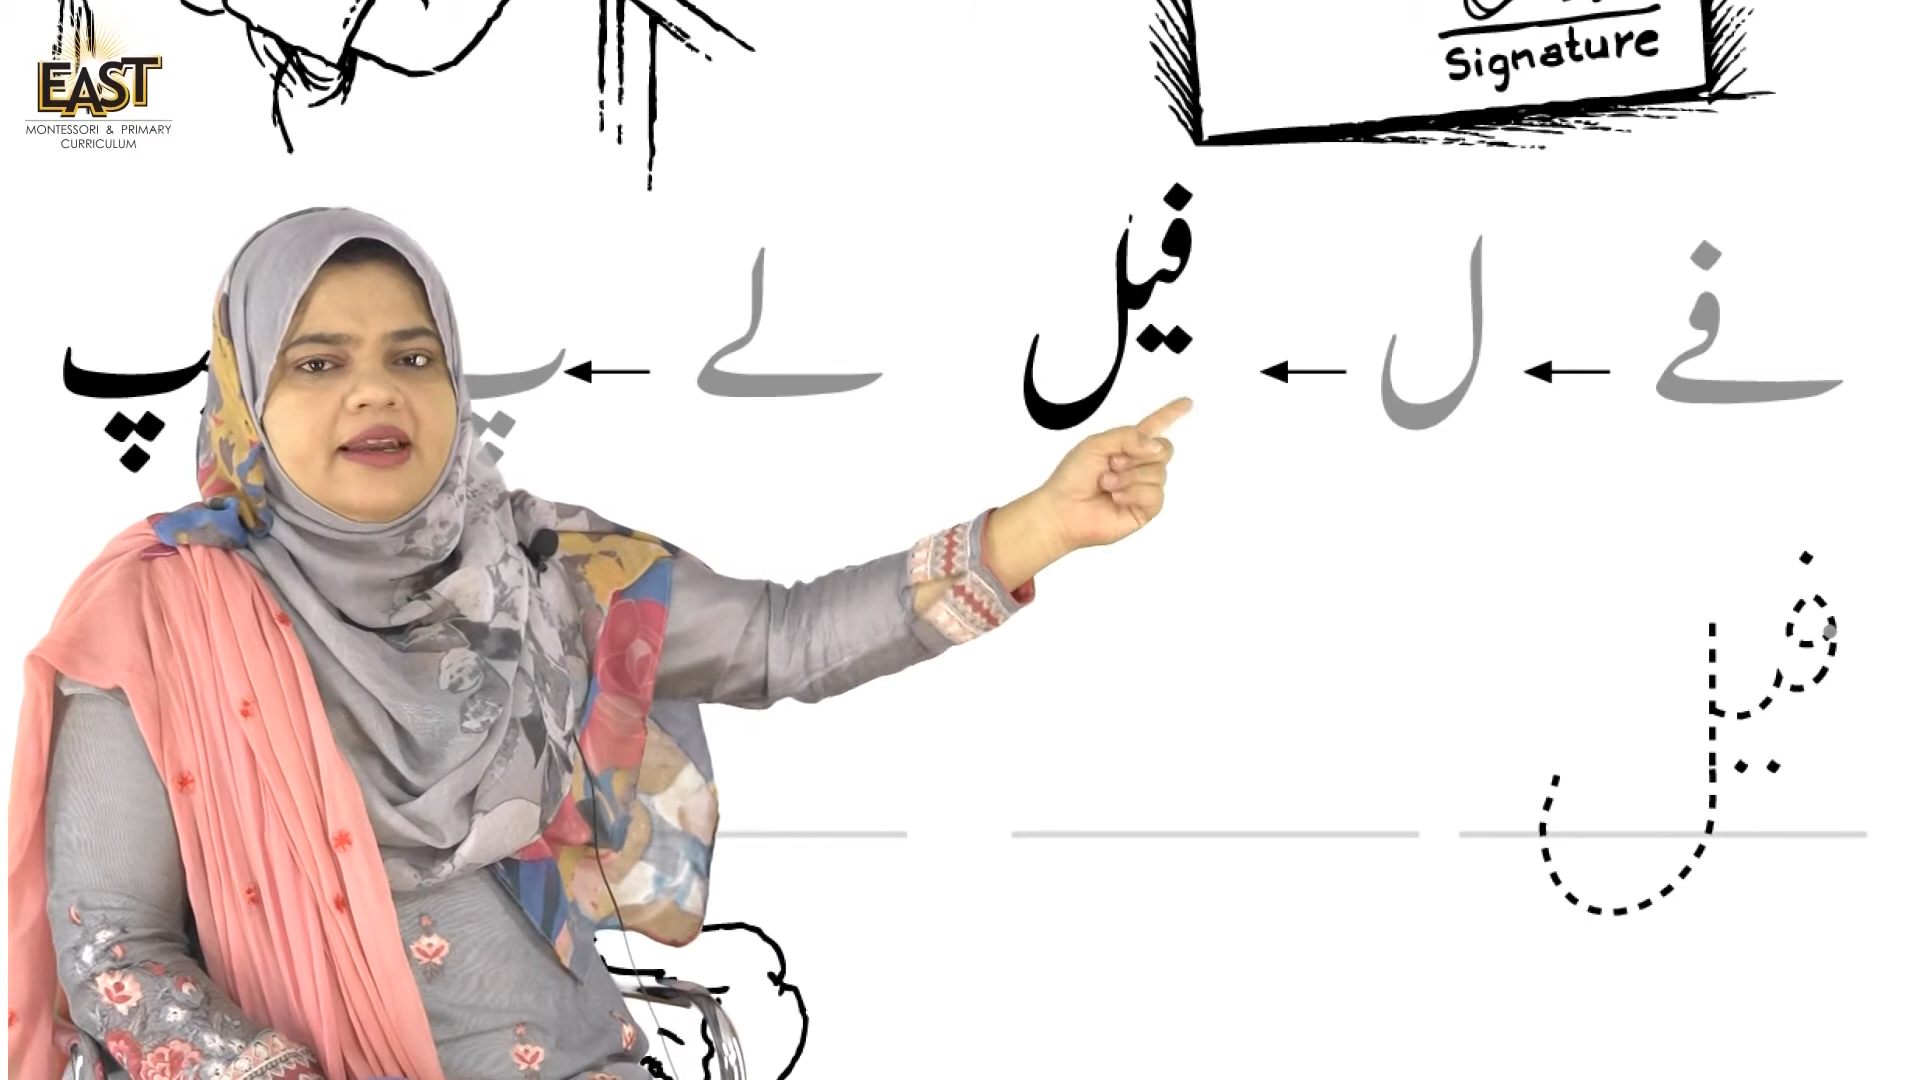 EAST
MONTESSORI & PRIMARY
CURRICULUM
Signature
فے ل فیل
لے پ
فیل